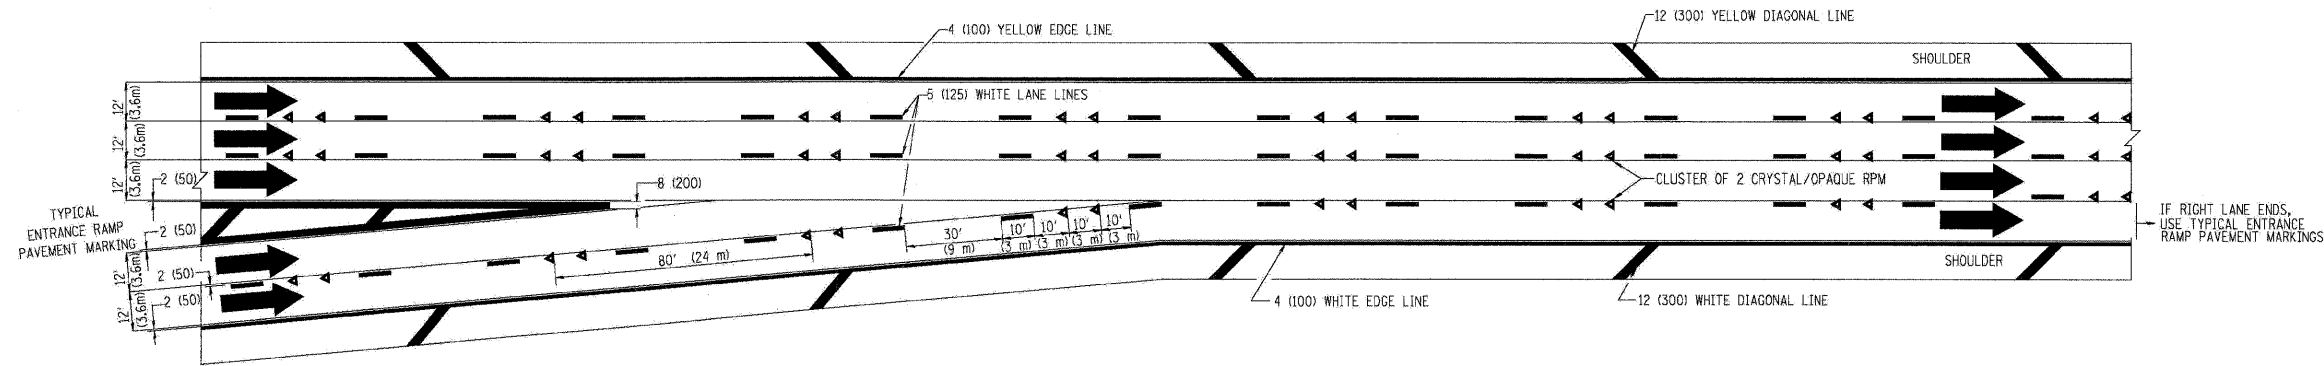 12 (300) YELLOW DIAGONAL LINE
4 (100) YELLOW EDGE LINE
SHOULDER
5 (125) WHITE LANE LINES
12'
(3.6m)
12'
(3.6m)
12'
(3.6m)
2 (50)
8 (200)
CLUSTER OF 2 CRYSTAL/OPAQUE RPM
TYPICAL
ENTRANCE RAMP
PAVEMENT MARKING
2 (50)
IF RIGHT LANE ENDS,
USE TYPICAL ENTRANCE
RAMP PAVEMENT MARKINGS
30'
(9 m)
10'
(3 m)
10'
(3 m)
10'
(3 m)
10'
(3 m)
80' (24 m)
SHOULDER
12'
(3.6m)
2 (50)
12'
(3.6m)
2 (50)
4 (100) WHITE EDGE LINE
12 (300) WHITE DIAGONAL LINE